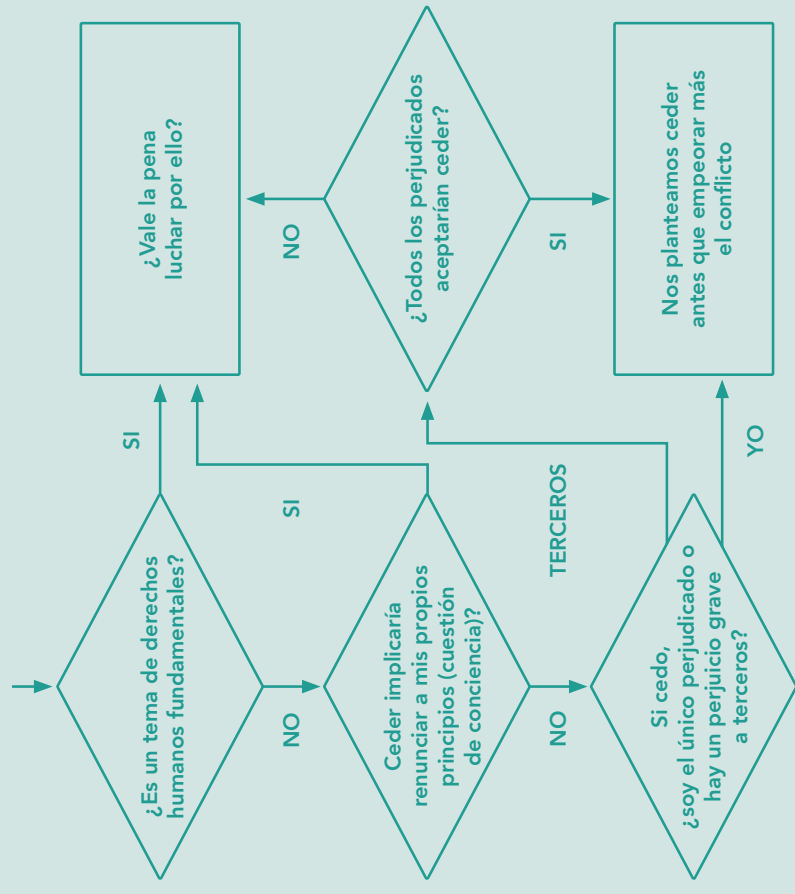 ¿Es un tema de derechos
humanos fundamentales?
SI
¿Vale la pena
luchar por ello?
NO
Ceder implicaría
renunciar a mis propios
principios (cuestión
de conciencia)?
SI
NO
¿Todos los perjudicados
aceptarían ceder?
NO
SI
TERCEROS
Si cedo,
¿soy el único perjudicado o
hay un perjuicio grave
a terceros?
YO
Nos planteamos ceder
antes que empeorar más
el conflicto